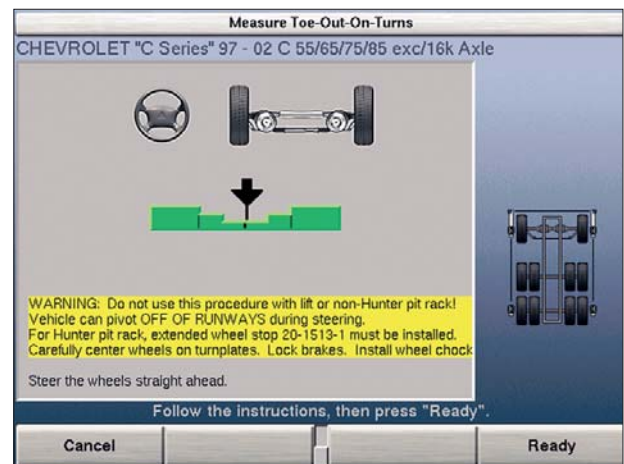 Measure Toe-Out-On-Turns
CHEVROLET "C Series" 97 - 02 C 55/65/75/85 exc/16k Axle
WARNING: Do not use this procedure with lift or non-Hunter pit rack!
Vehicle can pivot OFF OF RUNWAYS during steering.
For Hunter pit rack, extended wheel stop 20-1513-1 must be installed.
Carefully center wheels on turnplates. Lock brakes. Install wheel chock
Steer the wheels straight ahead.
Follow the instructions, then press "Ready".
Cancel
Ready